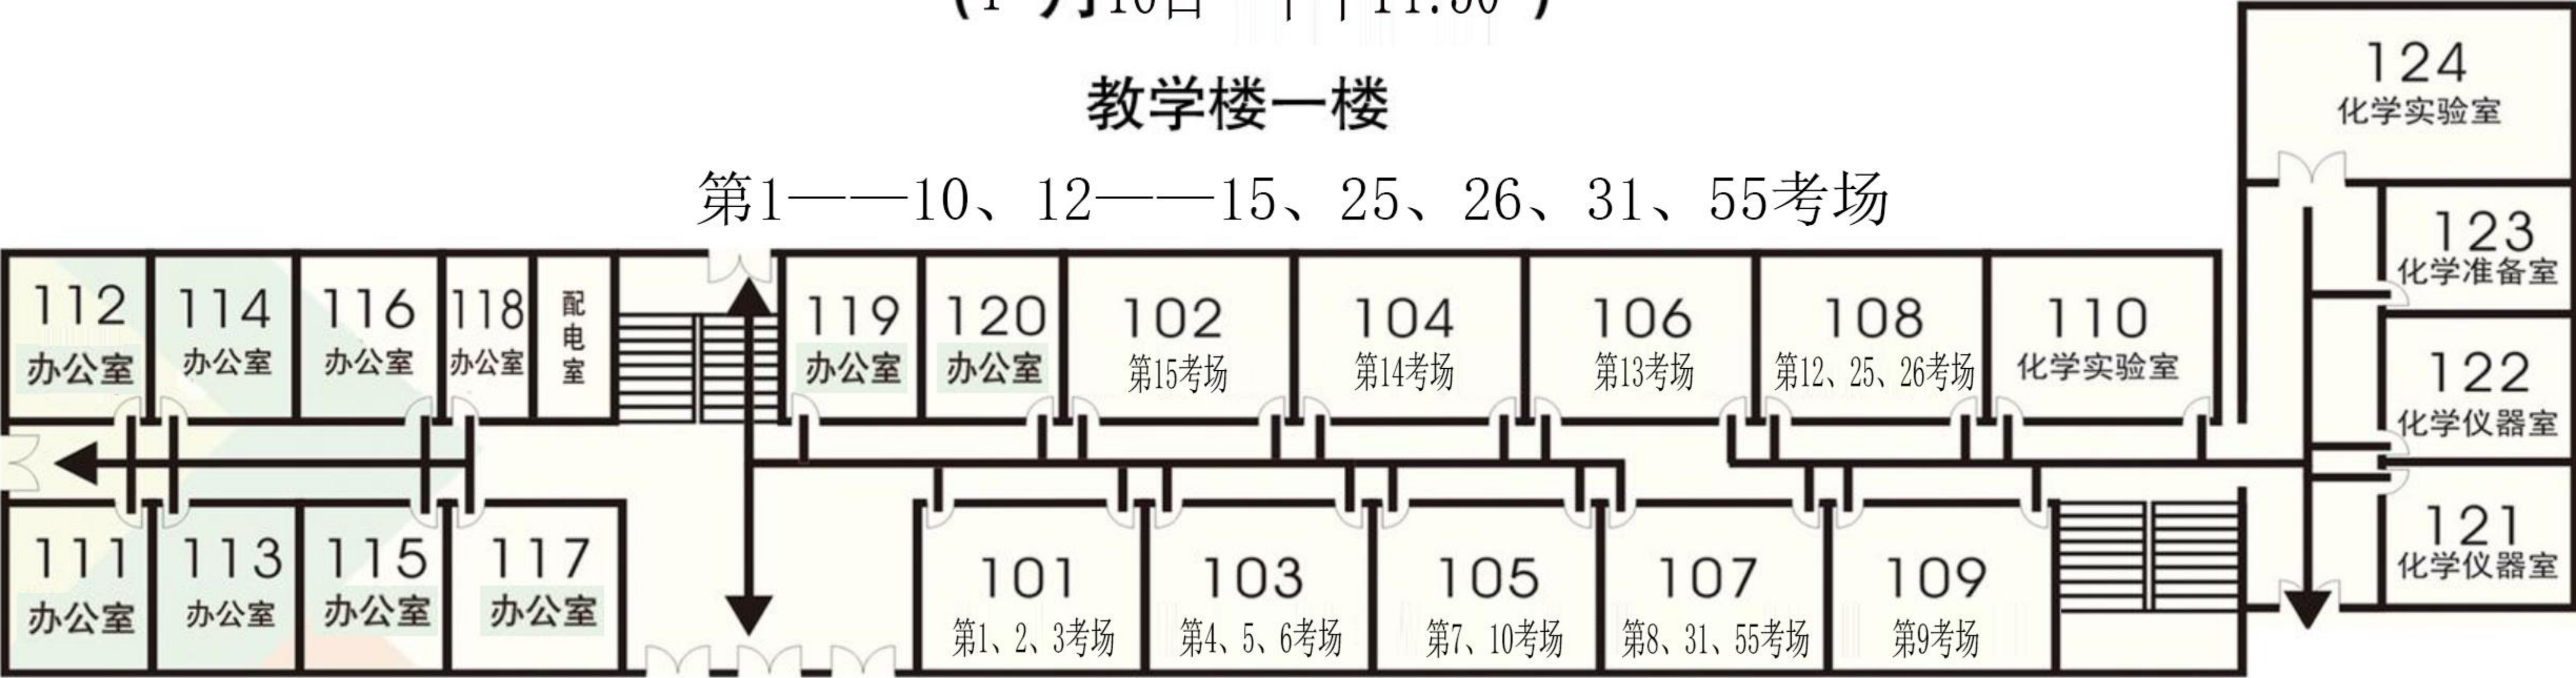 教学楼一楼
第1——10、12——15、25、26、31、55考场
124
化学实验室
123
化学准备室
122
化学仪器室
121
化学仪器室
112
办公室
114
办公室
116
办公室
118
办公室
配电室
119
办公室
120
办公室
102
第15考场
104
第14考场
106
第13考场
108
第12、25、26考场
110
化学实验室
111
办公室
113
办公室
115
办公室
117
办公室
101
第1、2、3考场
103
第4、5、6考场
105
第7、10考场
107
第8、31、55考场
109
第9考场